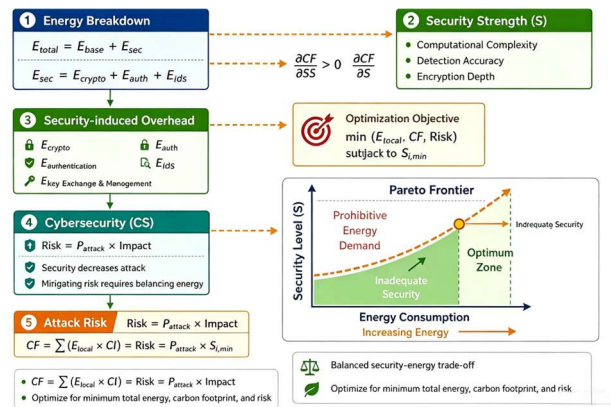 1 Energy Breakdown
E_total = E_base + E_sec
E_sec = E_crypto + E_auth + E_ids
∂CF/∂SS > 0 ∂CF/∂S
2 Security Strength (S)
• Computational Complexity
• Detection Accuracy
• Encryption Depth
3 Security-induced Overhead
E_crypto E_auth
E_authentication E_Ids
E_key Exchange & Management
Optimization Objective
min (E_local, CF, Risk)
sutjack to S_i,min
4 Cybersecurity (CS)
Risk = P_attack × Impact
Security decreases attack
Mitigating risk requires balancing energy
Pareto Frontier
Security Level (S)
Prohibitive
Energy
Demand
Indrequate Security
Optimum
Zone
Inadequate
Security
Energy Consumption
Increasing Energy
5 Attack Risk Risk = P_attack × Impact
CF = ∑(E_local × CI) = Risk = P_attack × S_i,min
• CF = ∑(E_local × CI) = Risk = P_attack × Impact
• Optimize for minimum total energy, carbon footprint, and risk
Balanced security-energy trade-off
Optimize for minimum total energy, carbon footprint, and risk